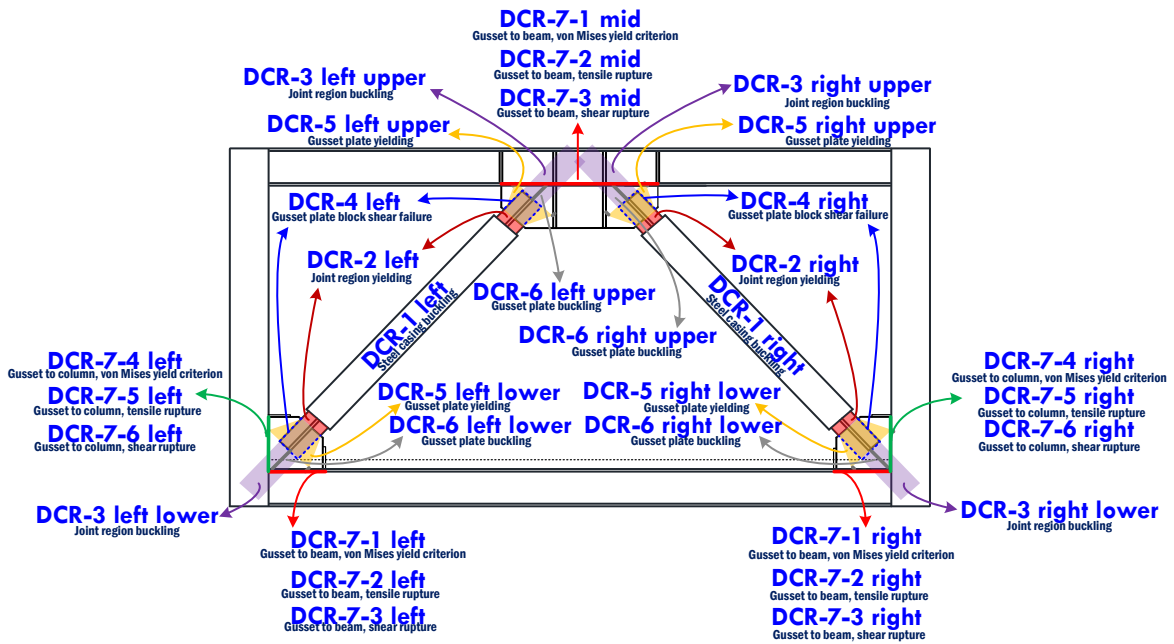 DCR-7-1 mid
Gusset to beam, von Mises yield criterion
DCR-7-2 mid
Gusset to beam, tensile rupture
DCR-7-3 mid
Gusset to beam, shear rupture
DCR-3 left upper
Joint region buckling
DCR-3 right upper
Joint region buckling
DCR-5 left upper
Gusset plate yielding
DCR-5 right upper
Gusset plate yielding
DCR-4 left
Gusset plate block shear failure
DCR-4 right
Gusset plate block shear failure
DCR-2 left
Joint region yielding
DCR-2 right
Joint region yielding
DCR-1 left
Steel casing buckling
DCR-1 right
Steel casing buckling
DCR-6 left upper
Gusset plate buckling
DCR-6 right upper
Gusset plate buckling
DCR-7-4 left
Gusset to column, von Mises yield criterion
DCR-7-5 left
Gusset to column, tensile rupture
DCR-7-6 left
Gusset to column, shear rupture
DCR-5 left lower
Gusset plate yielding
DCR-6 left lower
Gusset plate buckling
DCR-5 right lower
Gusset plate yielding
DCR-6 right lower
Gusset plate buckling
DCR-7-4 right
Gusset to column, von Mises yield criterion
DCR-7-5 right
Gusset to column, tensile rupture
DCR-7-6 right
Gusset to column, shear rupture
DCR-3 left lower
Joint region buckling
DCR-3 right lower
Joint region buckling
DCR-7-1 left
Gusset to beam, von Mises yield criterion
DCR-7-2 left
Gusset to beam, tensile rupture
DCR-7-3 left
Gusset to beam, shear rupture
DCR-7-1 right
Gusset to beam, von Mises yield criterion
DCR-7-2 right
Gusset to beam, tensile rupture
DCR-7-3 right
Gusset to beam, shear rupture